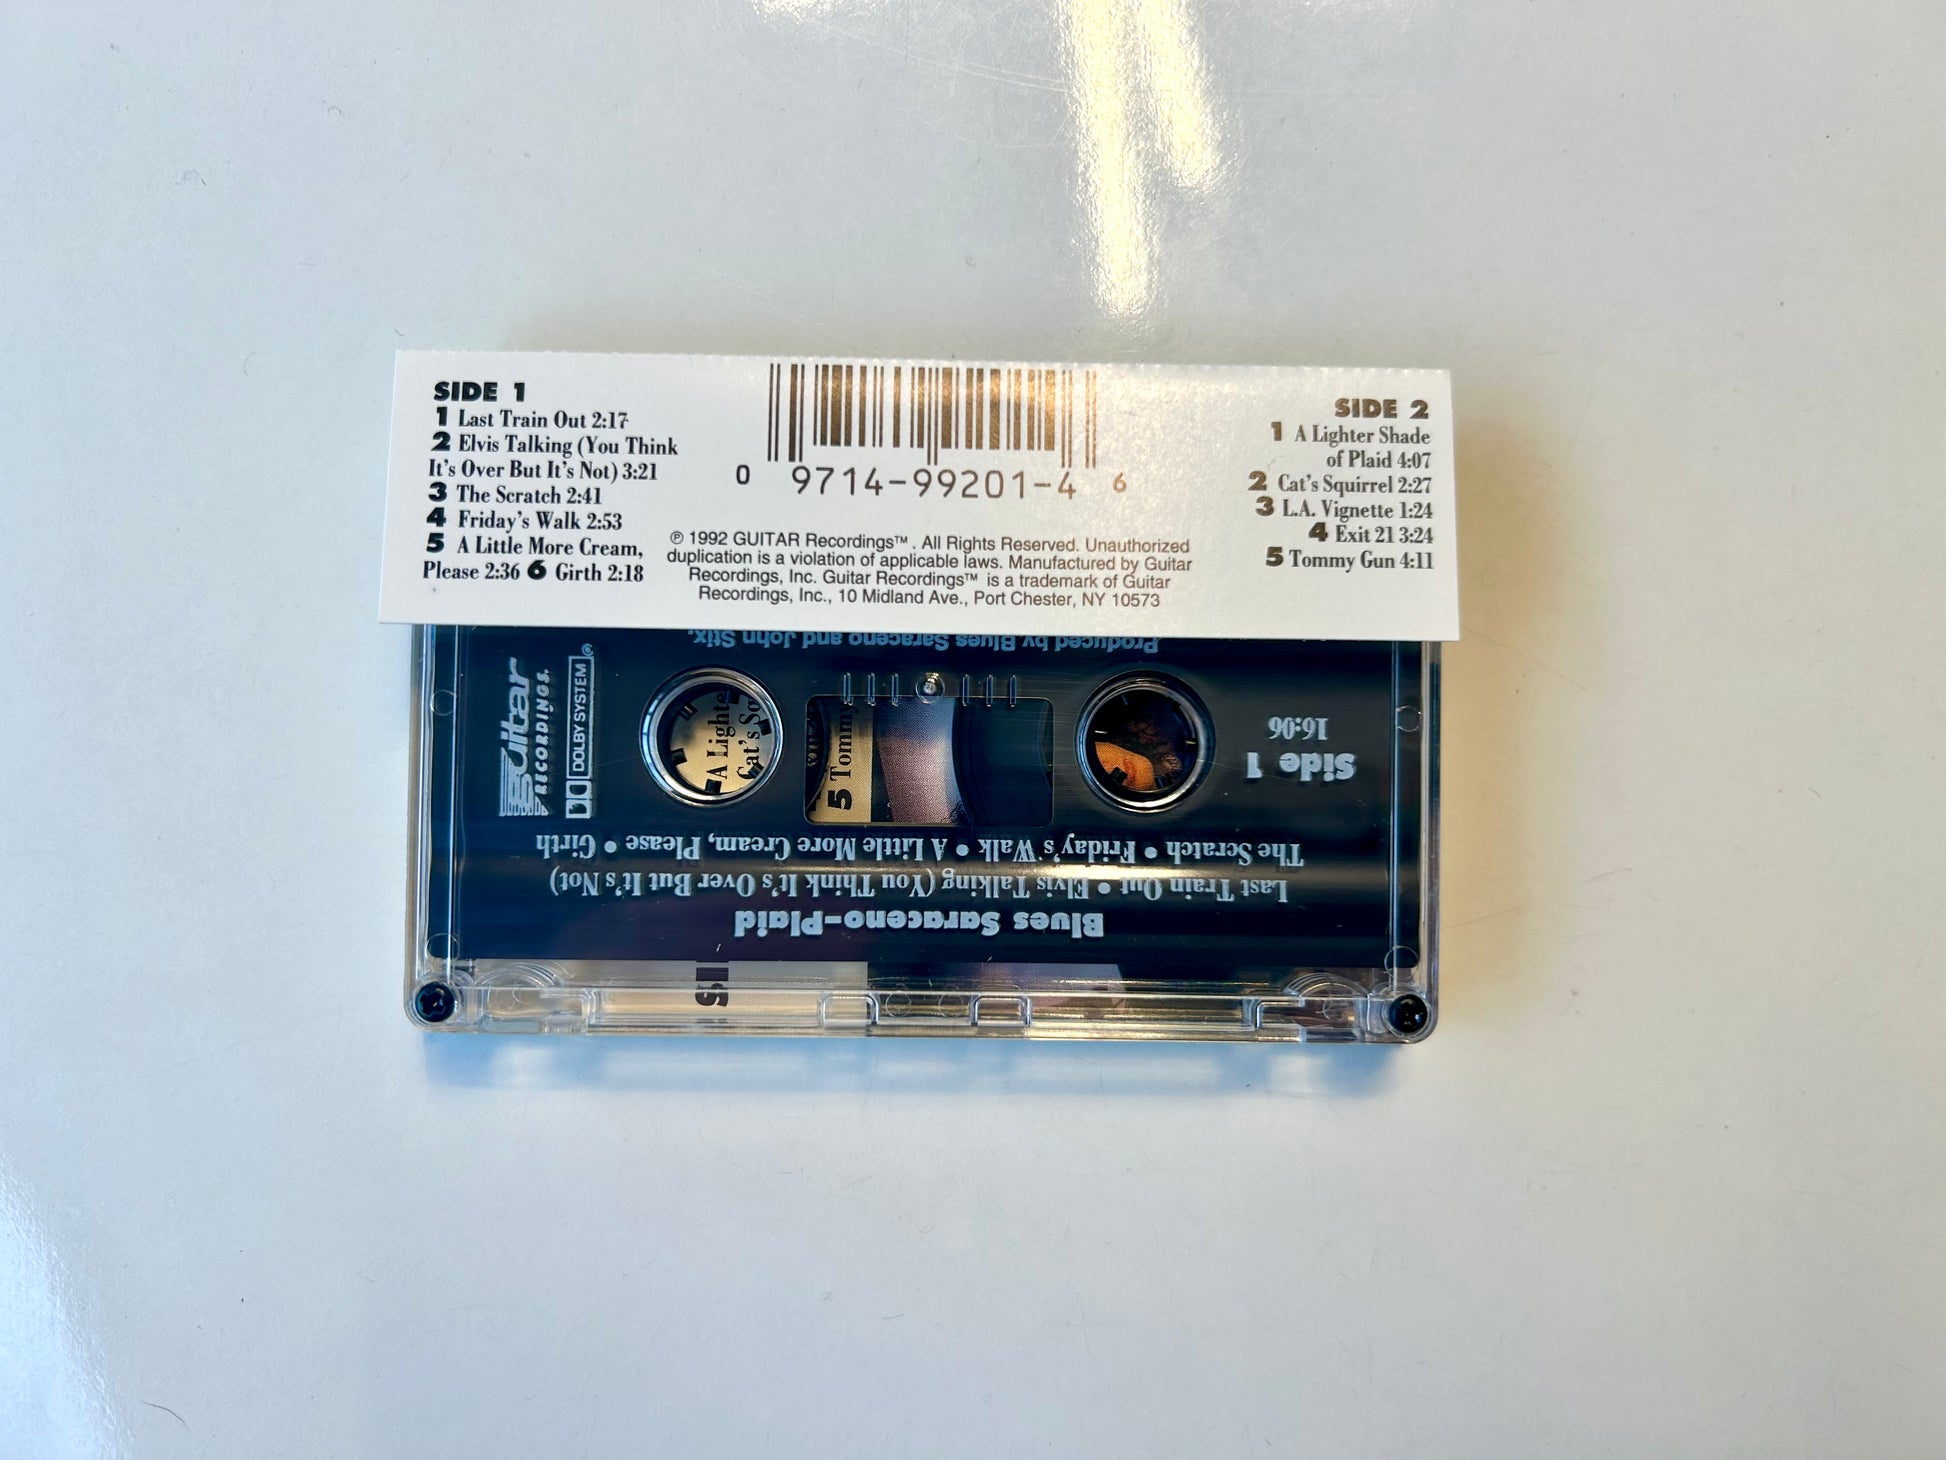 SIDE 1
1 Last Train Out 2:17
2 Elvis Talking (You Think
It's Over But It's Not) 3:21
3 The Scratch 2:41
4 Friday's Walk 2:53
5 A Little More Cream,
Please 2:36 6 Girth 2:18
0 9714-99201-4 6
℗ 1992 GUITAR Recordings™. All Rights Reserved. Unauthorized
duplication is a violation of applicable laws. Manufactured by Guitar
Recordings, Inc. Guitar Recordings™ is a trademark of Guitar
Recordings, Inc., 10 Midland Ave., Port Chester, NY 10573
SIDE 2
1 A Lighter Shade
of Plaid 4:07
2 Cat's Squirrel 2:27
3 L.A. Vignette 1:24
4 Exit 21 3:24
5 Tommy Gun 4:11
Blues Saraceno-Plaid
Last Train Out • Elvis Talking (You Think It's Over But It's Not)
The Scratch • Friday's Walk • A Little More Cream, Please • Girth
Side 1
16:06
Guitar
RECORDINGS.
DOLBY SYSTEM®
Produced by Blues Saraceno and John Stix.
A Lighte
Cat's Sq
5 Tommy
SI